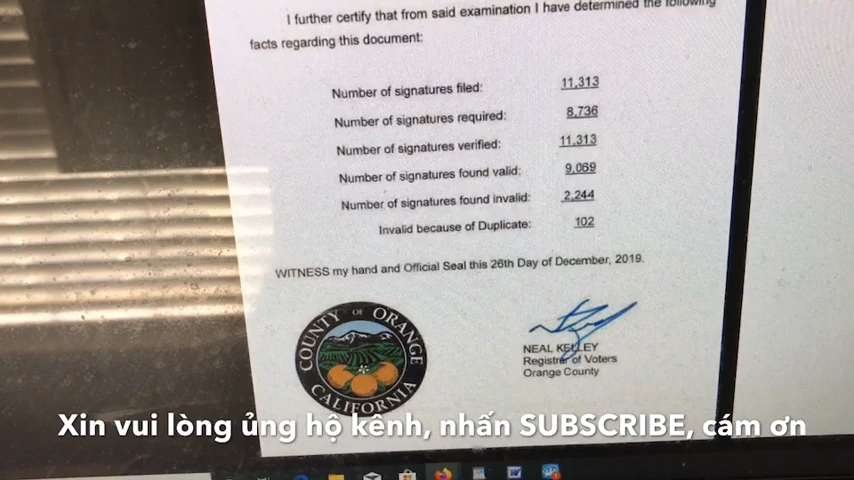 I further certify that from said examination I have determined the following
facts regarding this document:
Number of signatures filed: 11,313
Number of signatures required: 8,736
Number of signatures verified: 11,313
Number of signatures found valid: 9,069
Number of signatures found invalid: 2,244
Invalid because of Duplicate: 102
WITNESS my hand and Official Seal this 26th Day of December, 2019.
COUNTY OF ORANGE
CALIFORNIA
NEAL KELLEY
Registrar of Voters
Orange County
Xin vui lòng ủng hộ kênh, nhấn SUBSCRIBE, cám ơn